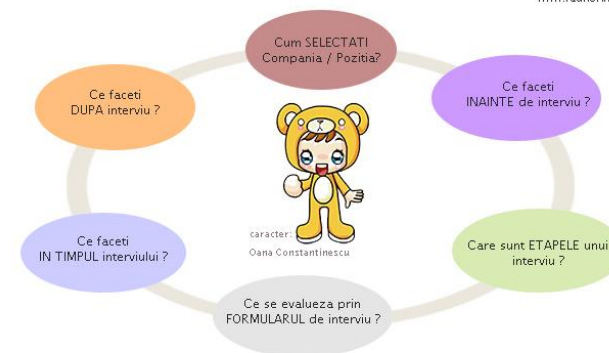 Cum SELECTATI
Compania / Pozitia?
Ce faceti
INAINTE de interviu ?
Care sunt ETAPELE unui
interviu ?
Ce se evalueza prin
FORMULARUL de interviu ?
Ce faceti
IN TIMPUL interviului ?
Ce faceti
DUPA interviu ?
caracter:
Oana Constantinescu